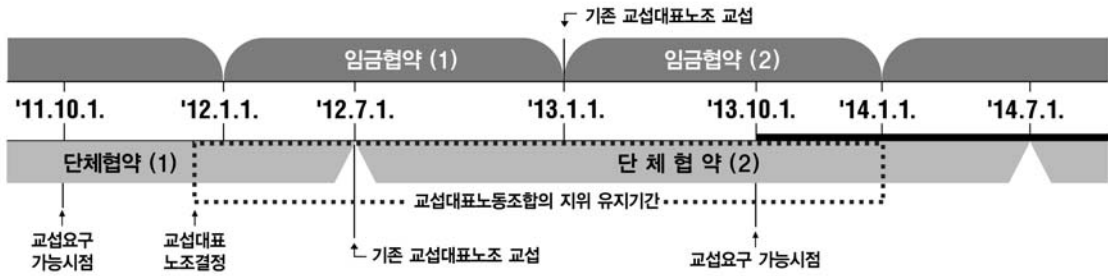 기존 교섭대표노조 교섭
임금협약 (1)
임금협약 (2)
'11.10.1.
'12.1.1.
'12.7.1.
'13.1.1.
'13.10.1.
'14.1.1.
'14.7.1.
단체협약 (1)
단 체 협 약 (2)
교섭대표노동조합의 지위 유지기간
교섭요구
가능시점
교섭대표
노조결정
기존 교섭대표노조 교섭
교섭요구 가능시점